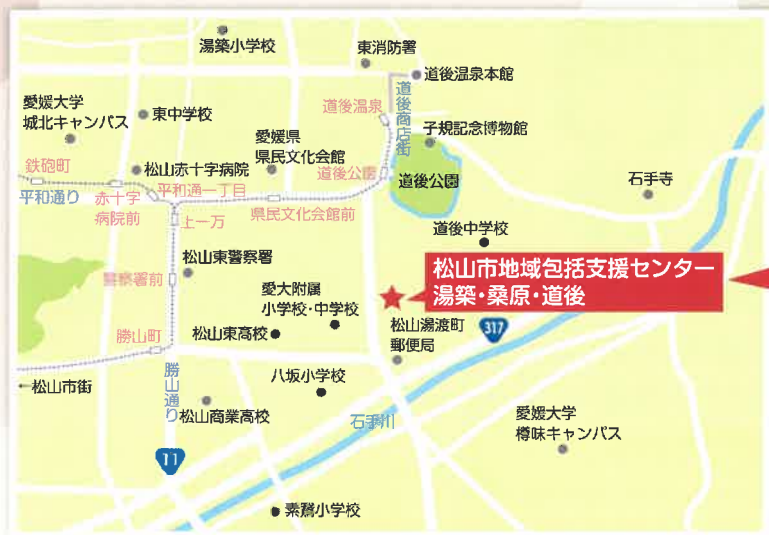 湯築小学校
東消防署
道後温泉本館
愛媛大学
城北キャンパス
東中学校
道後温泉
道後商店街
子規記念博物館
愛媛県
県民文化会館
鉄砲町
松山赤十字病院
道後公園
道後公園
石手寺
平和通り
赤十字
病院前
平和通一丁目
県民文化会館前
上一万
道後中学校
松山東警察署
松山市地域包括支援センター
湯築・桑原・道後
警察署前
愛大附属
小学校・中学校
松山東高校
松山湯渡町
郵便局
317
勝山町
←松山市街
勝山通り
八坂小学校
松山商業高校
石手川
愛媛大学
樽味キャンパス
11
素鵞小学校